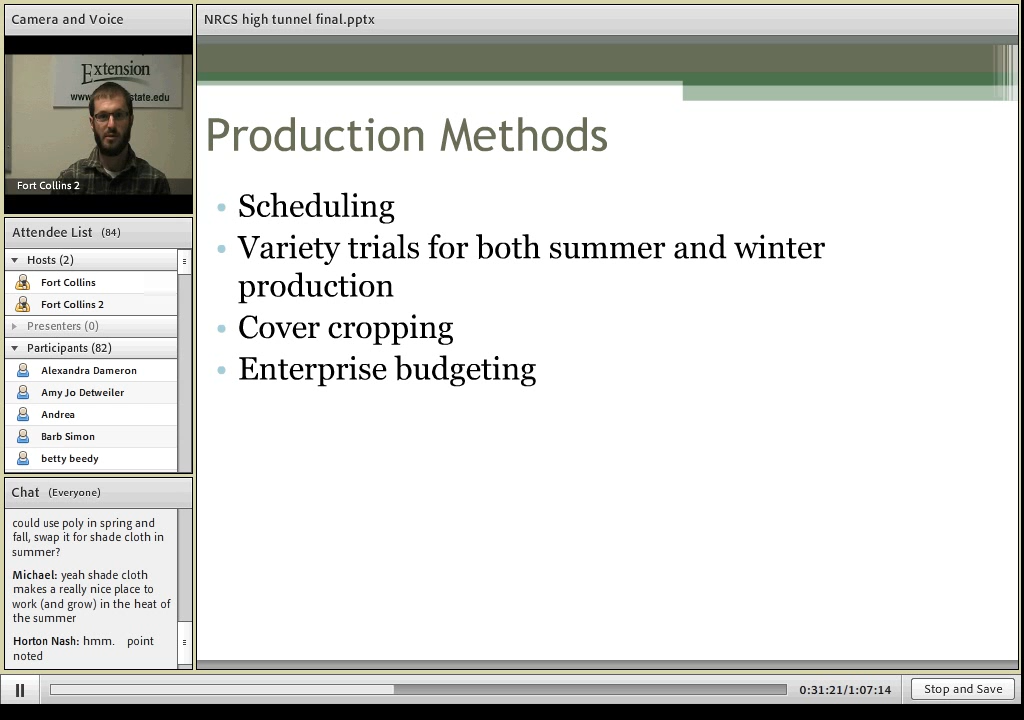 Camera and Voice
Extension
www.
state.edu
Fort Collins 2
Attendee List (84)
Hosts (2)
Fort Collins
Fort Collins 2
Presenters (0)
Participants (82)
Alexandra Dameron
Amy Jo Detweiler
Andrea
Barb Simon
betty beedy
Chat (Everyone)
could use poly in spring and
fall, swap it for shade cloth in
summer?
Michael: yeah shade cloth
makes a really nice place to
work (and grow) in the heat of
the summer
Horton Nash: hmm. point
noted
NRCS high tunnel final.pptx
Production Methods
• Scheduling
• Variety trials for both summer and winter
production
• Cover cropping
• Enterprise budgeting
0:31:21/1:07:14
Stop and Save